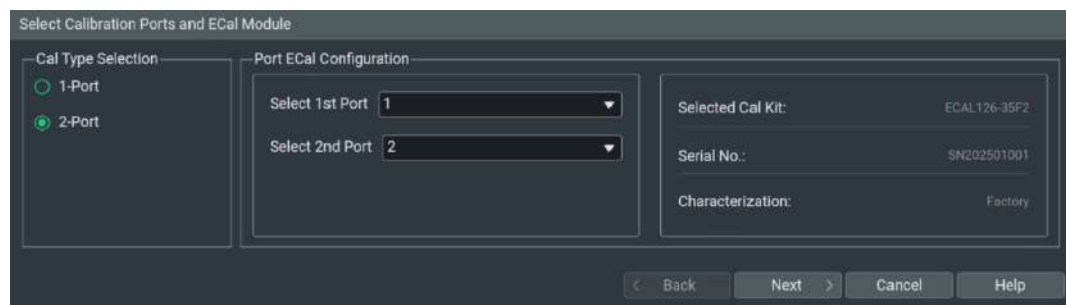 Select Calibration Ports and ECal Module
Cal Type Selection
1-Port
2-Port
Port ECal Configuration
Select 1st Port 1
Select 2nd Port 2
Selected Cal Kit: ECAL126-35F2
Serial No.: SN202501001
Characterization: Factory
< Back Next > Cancel Help